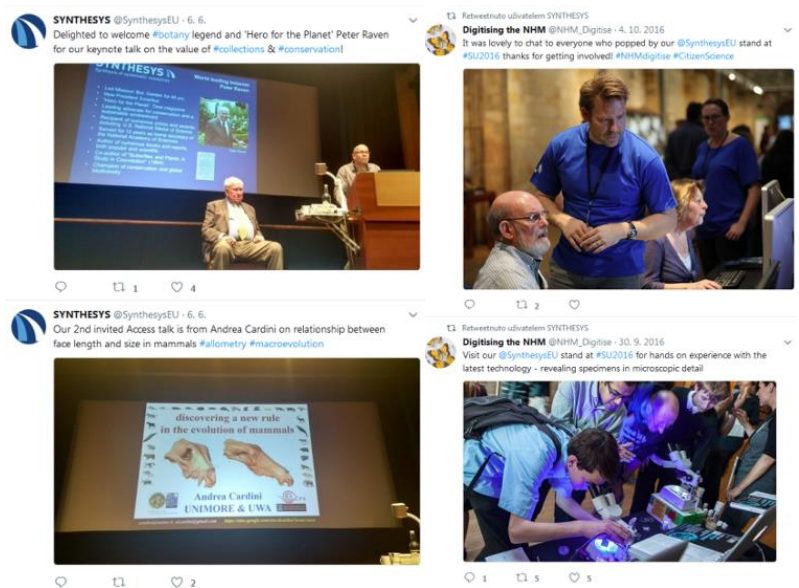 SYNTHESYS @SynthesysEU · 6. 6.
Delighted to welcome #botany legend and 'Hero for the Planet' Peter Raven
for our keynote talk on the value of #collections & #conservation!
SYNTHESYS
Synthesis of systematic resources
World leading botanist
Peter Raven
1
4
SYNTHESYS @SynthesysEU · 6. 6.
Our 2nd invited Access talk is from Andrea Cardini on relationship between
face length and size in mammals #allometry #macroevolution
discovering a new rule
in the evolution of mammals
Andrea Cardini
UNIMORE & UWA
2
Retweetnuto uživatelem SYNTHESYS
Digitising the NHM @NHM_Digitise · 4. 10. 2016
It was lovely to chat to everyone who popped by our @SynthesysEU stand at
#SU2016 thanks for getting involved! #NHMdigitise #CitizenScience
2
Retweetnuto uživatelem SYNTHESYS
Digitising the NHM @NHM_Digitise · 30. 9. 2016
Visit our @SynthesysEU stand at #SU2016 for hands on experience with the
latest technology - revealing specimens in microscopic detail
1
5
5